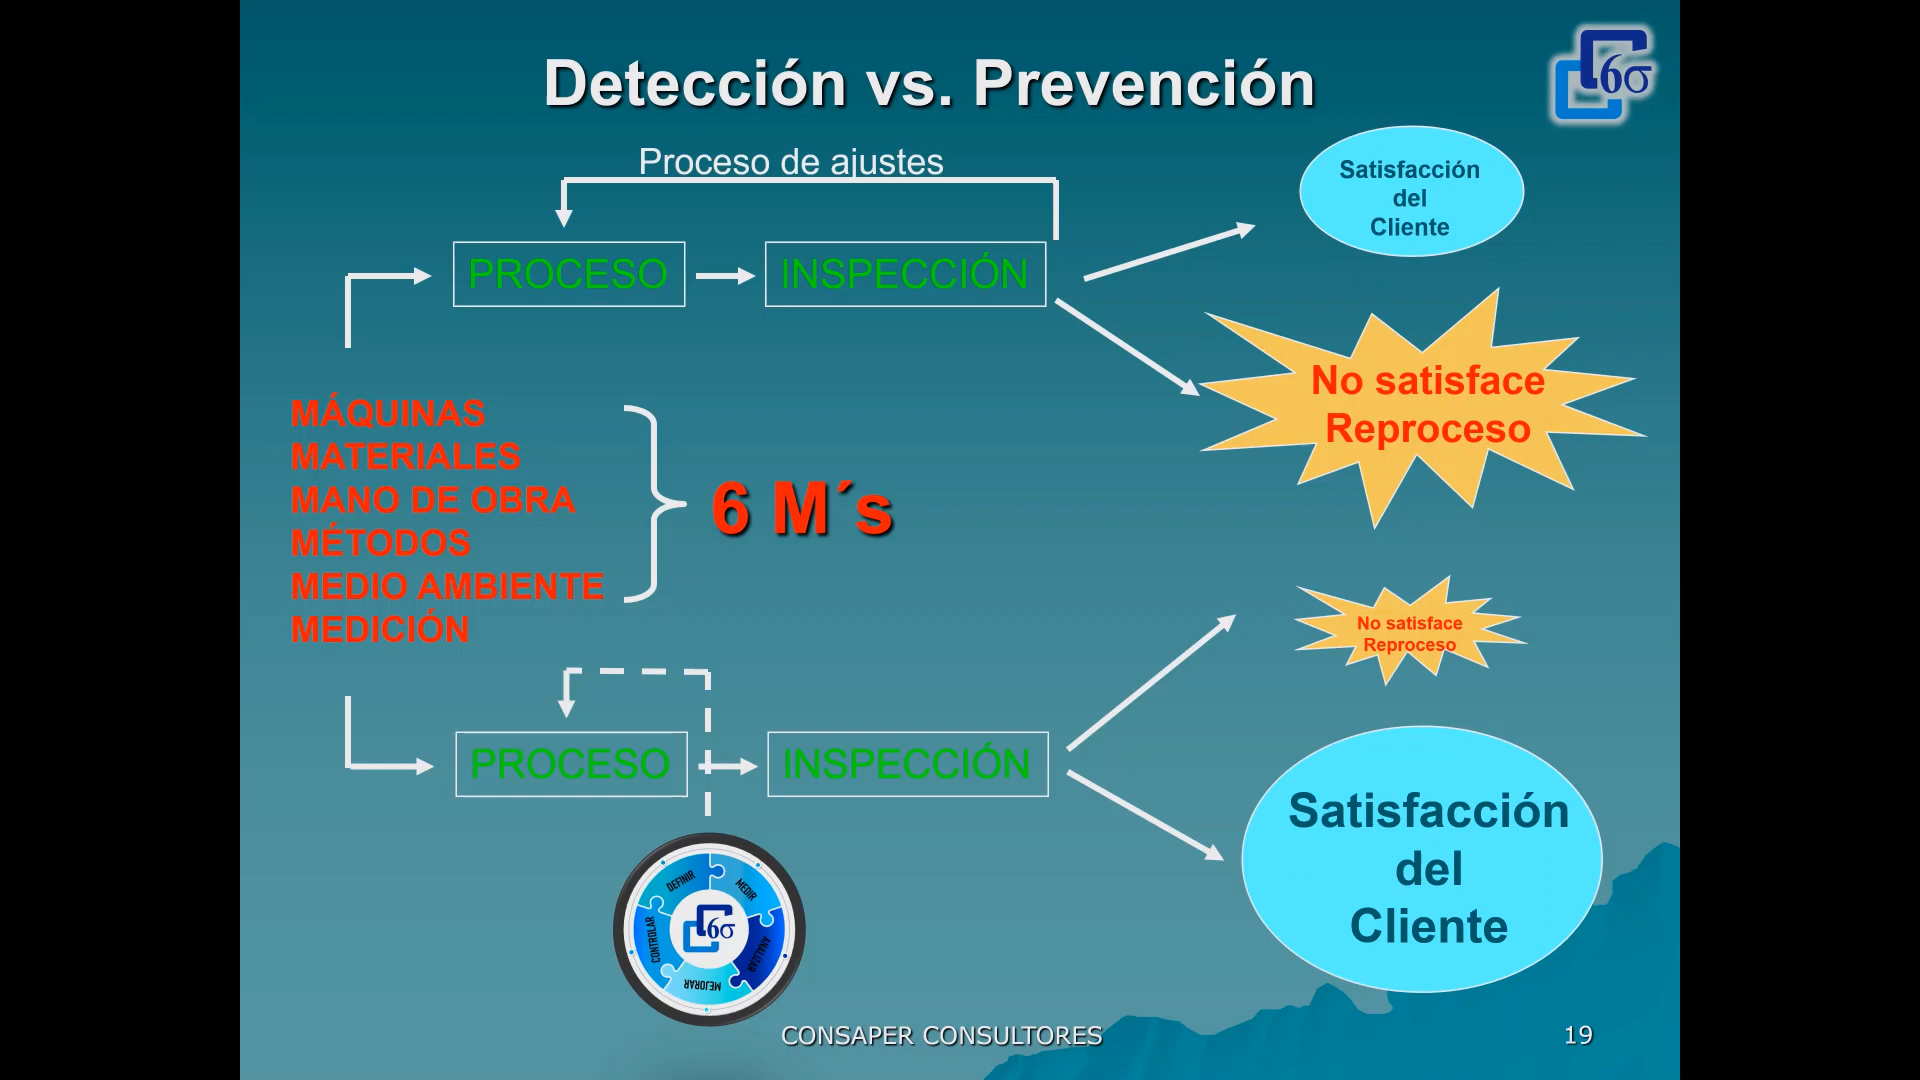 Detección vs. Prevención
6σ
Proceso de ajustes
Satisfacción
del
Cliente
PROCESO
INSPECCIÓN
No satisface
Reproceso
MÁQUINAS
MATERIALES
MANO DE OBRA
MÉTODOS
MEDIO AMBIENTE
MEDICIÓN
6 M´s
No satisface
Reproceso
PROCESO
INSPECCIÓN
Satisfacción
del
Cliente
DEFINIR
MEDIR
ANALIZAR
MEJORAR
CONTROLAR
6σ
CONSAPER CONSULTORES
19